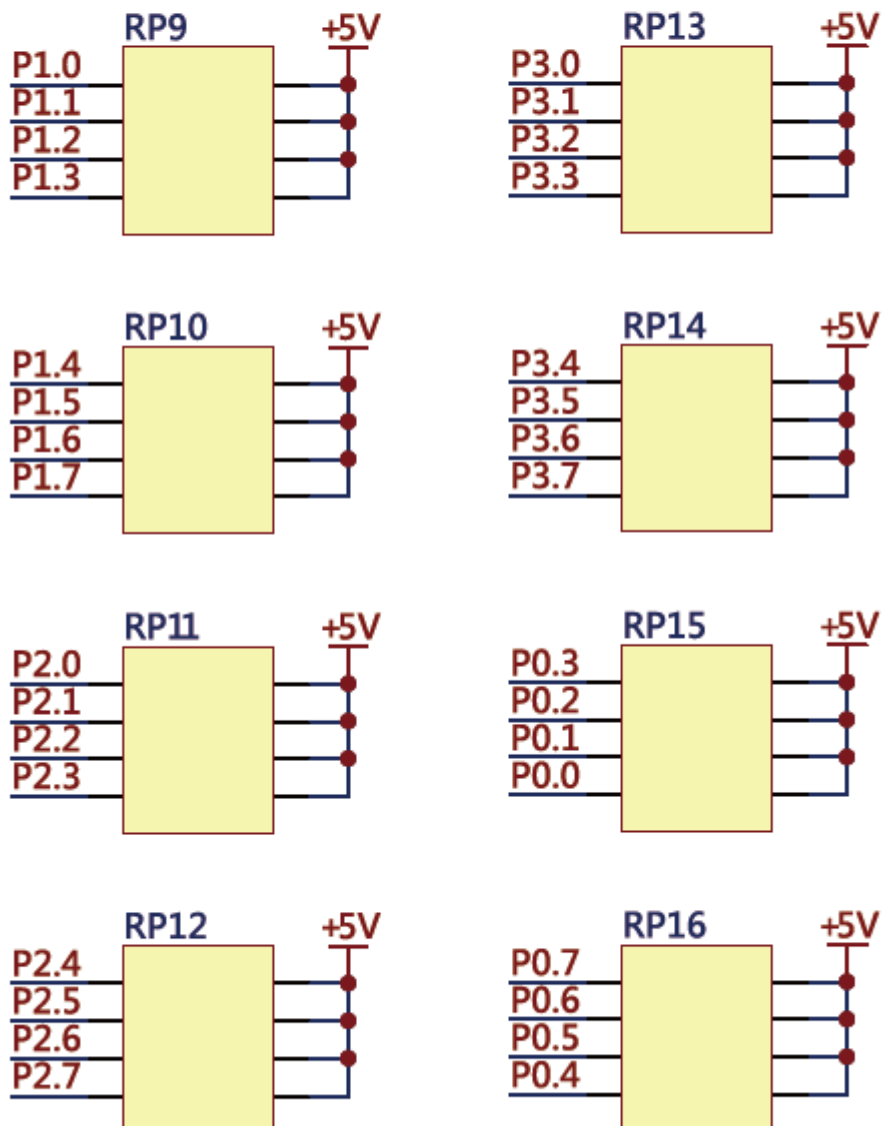 RP9
+5V
P1.0
P1.1
P1.2
P1.3
RP13
+5V
P3.0
P3.1
P3.2
P3.3
RP10
+5V
P1.4
P1.5
P1.6
P1.7
RP14
+5V
P3.4
P3.5
P3.6
P3.7
RP11
+5V
P2.0
P2.1
P2.2
P2.3
RP15
+5V
P0.3
P0.2
P0.1
P0.0
RP12
+5V
P2.4
P2.5
P2.6
P2.7
RP16
+5V
P0.7
P0.6
P0.5
P0.4